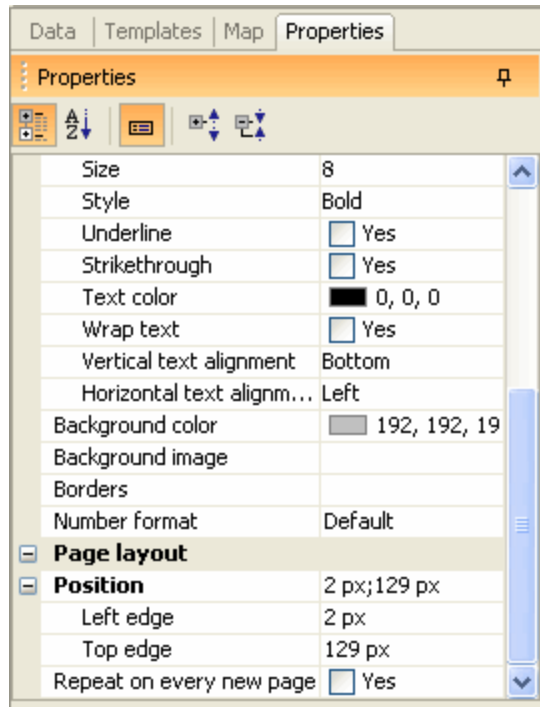 Data Templates Map Properties
Properties
Size 8
Style Bold
Underline Yes
Strikethrough Yes
Text color 0, 0, 0
Wrap text Yes
Vertical text alignment Bottom
Horizontal text alignm... Left
Background color 192, 192, 19
Background image
Borders
Number format Default
Page layout
Position 2 px;129 px
Left edge 2 px
Top edge 129 px
Repeat on every new page Yes